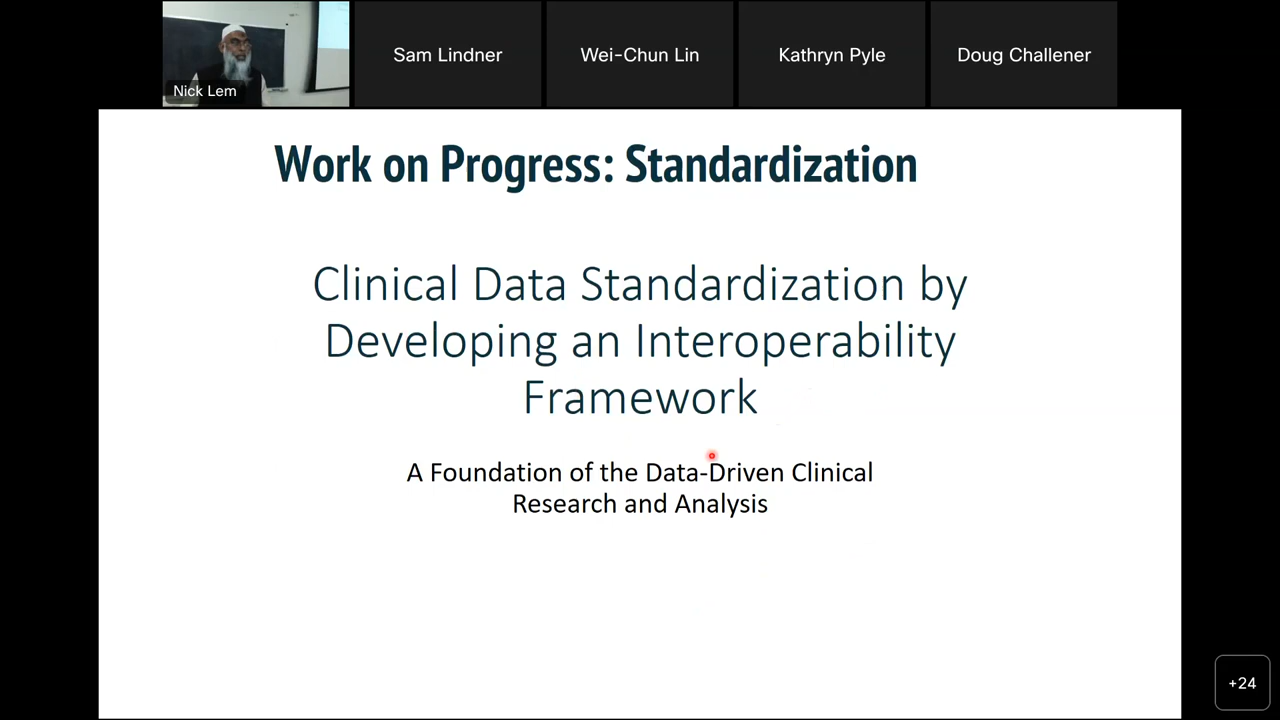 Nick Lem
Sam Lindner
Wei-Chun Lin
Kathryn Pyle
Doug Challener
Work on Progress: Standardization
Clinical Data Standardization by
Developing an Interoperability
Framework
A Foundation of the Data-Driven Clinical
Research and Analysis
+24